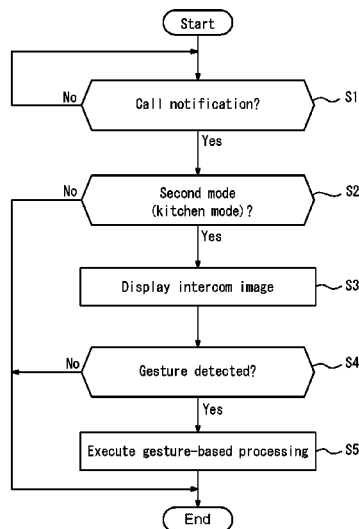 Start
No
Call notification?
S1
Yes
No
Second mode
(kitchen mode)?
S2
Yes
Display intercom image
S3
No
Gesture detected?
S4
Yes
Execute gesture-based processing
S5
End